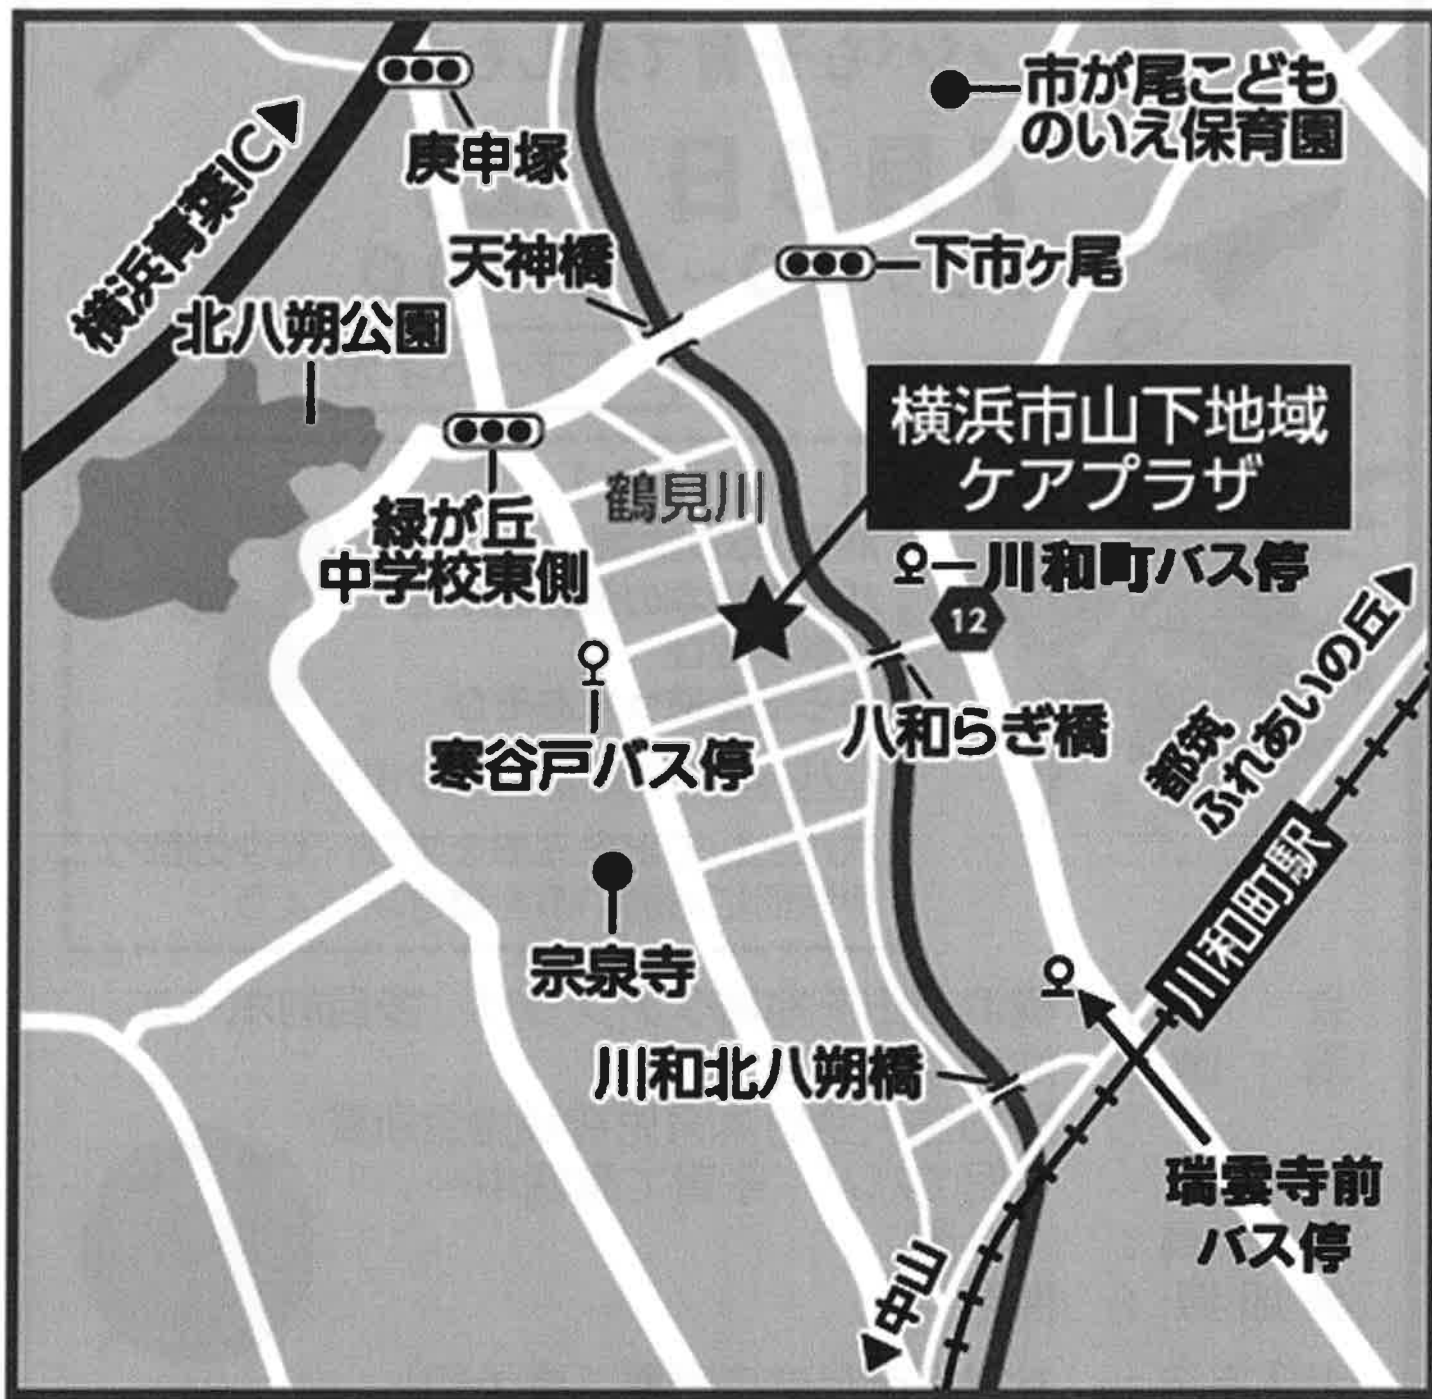 市が尾こども
のいえ保育園
庚申塚
横浜青葉IC
天神橋
下市ヶ尾
北八朔公園
横浜市山下地域
ケアプラザ
鶴見川
緑が丘
中学校東側
川和町バス停
12
都筑
ふれあいの丘
八和らぎ橋
寒谷戸バス停
川和町駅
宗泉寺
川和北八朔橋
瑞雲寺前
バス停
中山